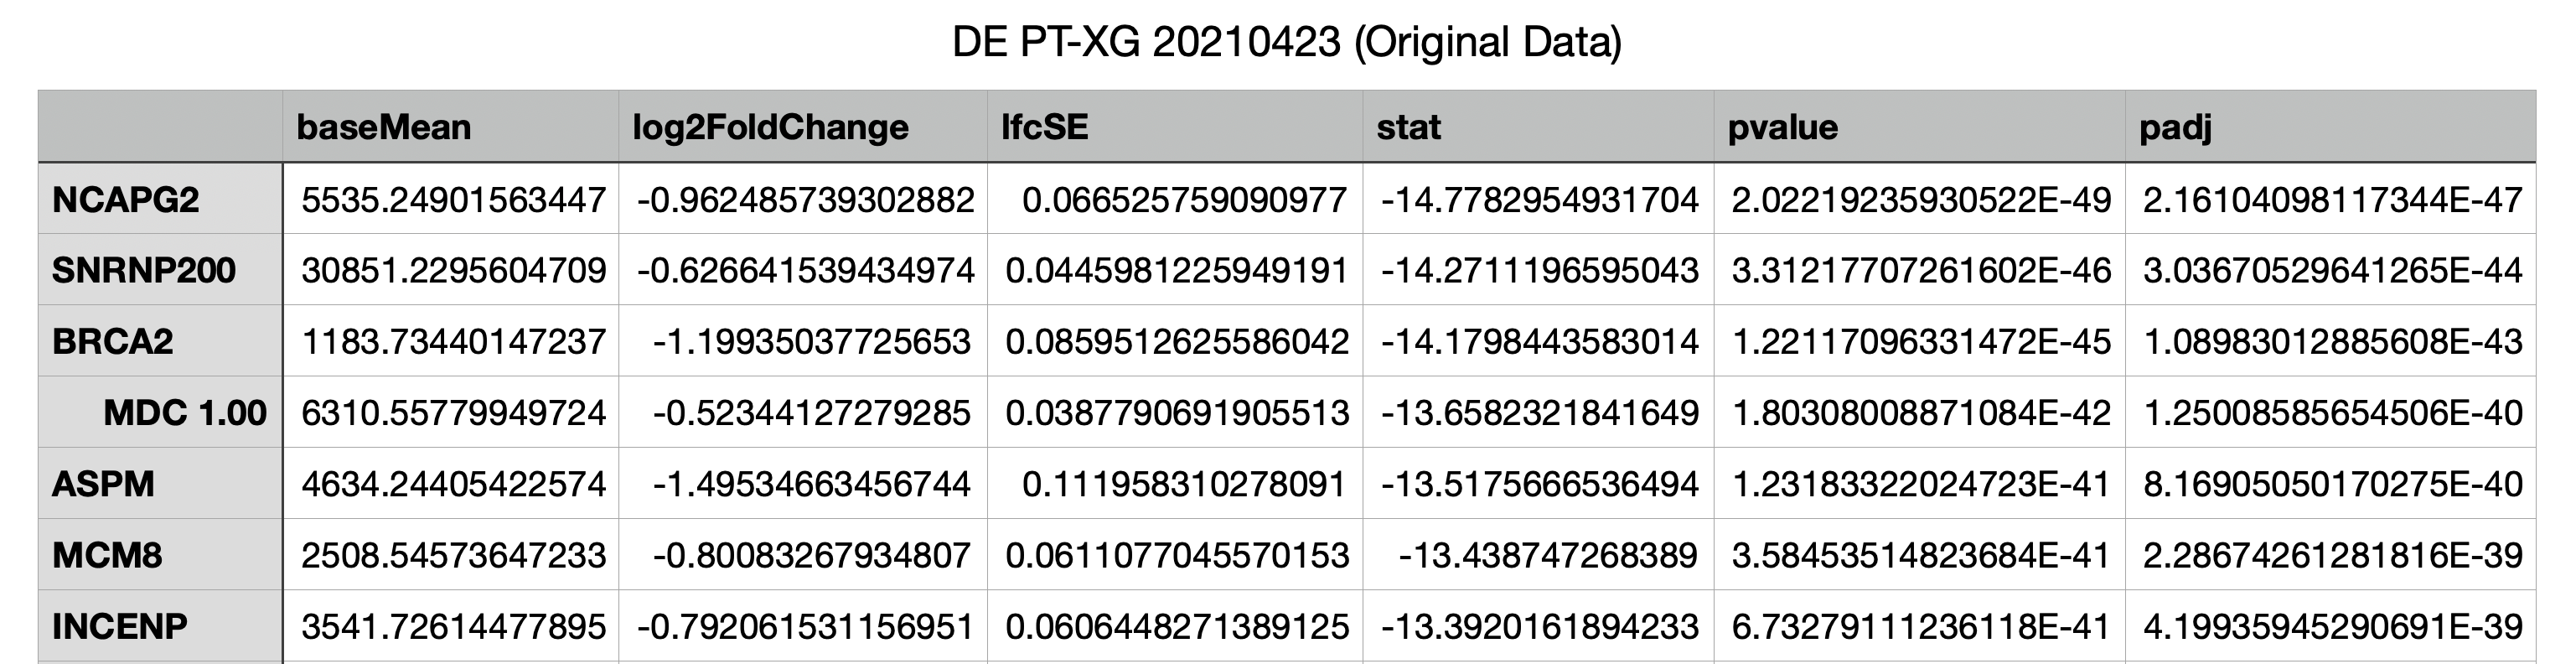 DE PT-XG 20210423 (Original Data)
baseMean log2FoldChange lfcSE stat pvalue padj
NCAPG2 5535.24901563447 -0.962485739302882 0.066525759090977 -14.7782954931704 2.02219235930522E-49 2.16104098117344E-47
SNRNP200 30851.2295604709 -0.626641539434974 0.0445981225949191 -14.2711196595043 3.31217707261602E-46 3.03670529641265E-44
BRCA2 1183.73440147237 -1.19935037725653 0.0859512625586042 -14.1798443583014 1.22117096331472E-45 1.08983012885608E-43
MDC 1.00 6310.55779949724 -0.52344127279285 0.0387790691905513 -13.6582321841649 1.80308008871084E-42 1.25008585654506E-40
ASPM 4634.24405422574 -1.49534663456744 0.111958310278091 -13.5175666536494 1.23183322024723E-41 8.16905050170275E-40
MCM8 2508.54573647233 -0.80083267934807 0.0611077045570153 -13.438747268389 3.58453514823684E-41 2.28674261281816E-39
INCENP 3541.72614477895 -0.792061531156951 0.0606448271389125 -13.3920161894233 6.73279111236118E-41 4.19935945290691E-39